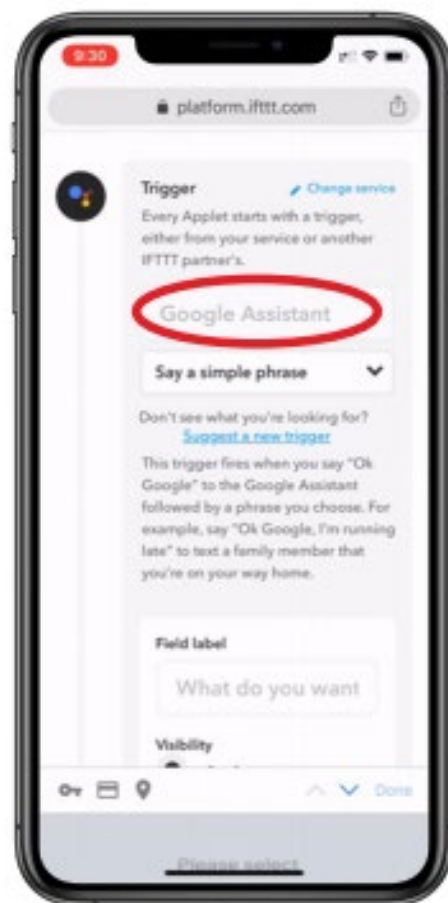 9:30
platform.ifttt.com
Trigger
Change service
Every Applet starts with a trigger,
either from your service or another
IFTTT partner's.
Google Assistant
Say a simple phrase
Don't see what you're looking for?
Suggest a new trigger
This trigger fires when you say "Ok
Google" to the Google Assistant
followed by a phrase you choose. For
example, say "Ok Google, I'm running
late" to text a family member that
you're on your way home.
Field label
What do you want
Visibility
Done
Please select